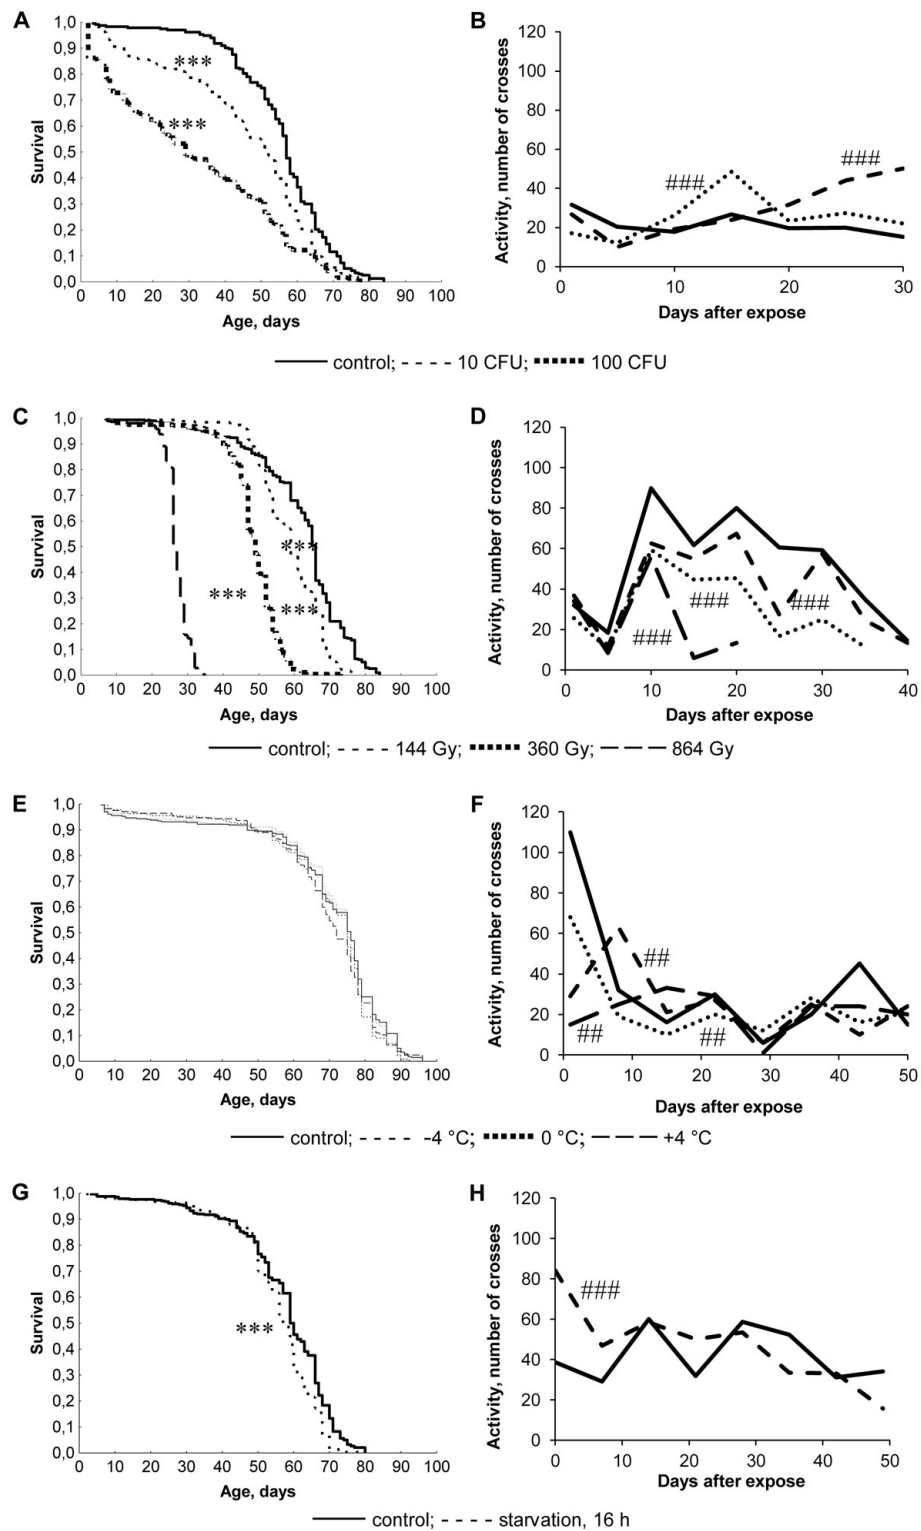 A
1,0
0,9
0,8
0,7
0,6
0,5
0,4
0,3
0,2
0,1
0,0
Survival
***
***
0 10 20 30 40 50 60 70 80 90 100
Age, days
B
120
100
80
60
40
20
0
Activity, number of crosses
###
###
0 10 20 30
Days after expose
control; 10 CFU; 100 CFU
C
1,0
0,9
0,8
0,7
0,6
0,5
0,4
0,3
0,2
0,1
0,0
Survival
***
***
***
0 10 20 30 40 50 60 70 80 90 100
Age, days
D
120
100
80
60
40
20
0
Activity, number of crosses
###
###
###
0 10 20 30 40
Days after expose
control; 144 Gy; 360 Gy; 864 Gy
E
1,0
0,9
0,8
0,7
0,6
0,5
0,4
0,3
0,2
0,1
0,0
Survival
0 10 20 30 40 50 60 70 80 90 100
Age, days
F
120
100
80
60
40
20
0
Activity, number of crosses
##
##
##
0 10 20 30 40 50
Days after expose
control; -4 °C; 0 °C; +4 °C
G
1,0
0,9
0,8
0,7
0,6
0,5
0,4
0,3
0,2
0,1
0,0
Survival
***
0 10 20 30 40 50 60 70 80 90 100
Age, days
H
120
100
80
60
40
20
0
Activity, number of crosses
###
0 10 20 30 40 50
Days after expose
control; starvation, 16 h